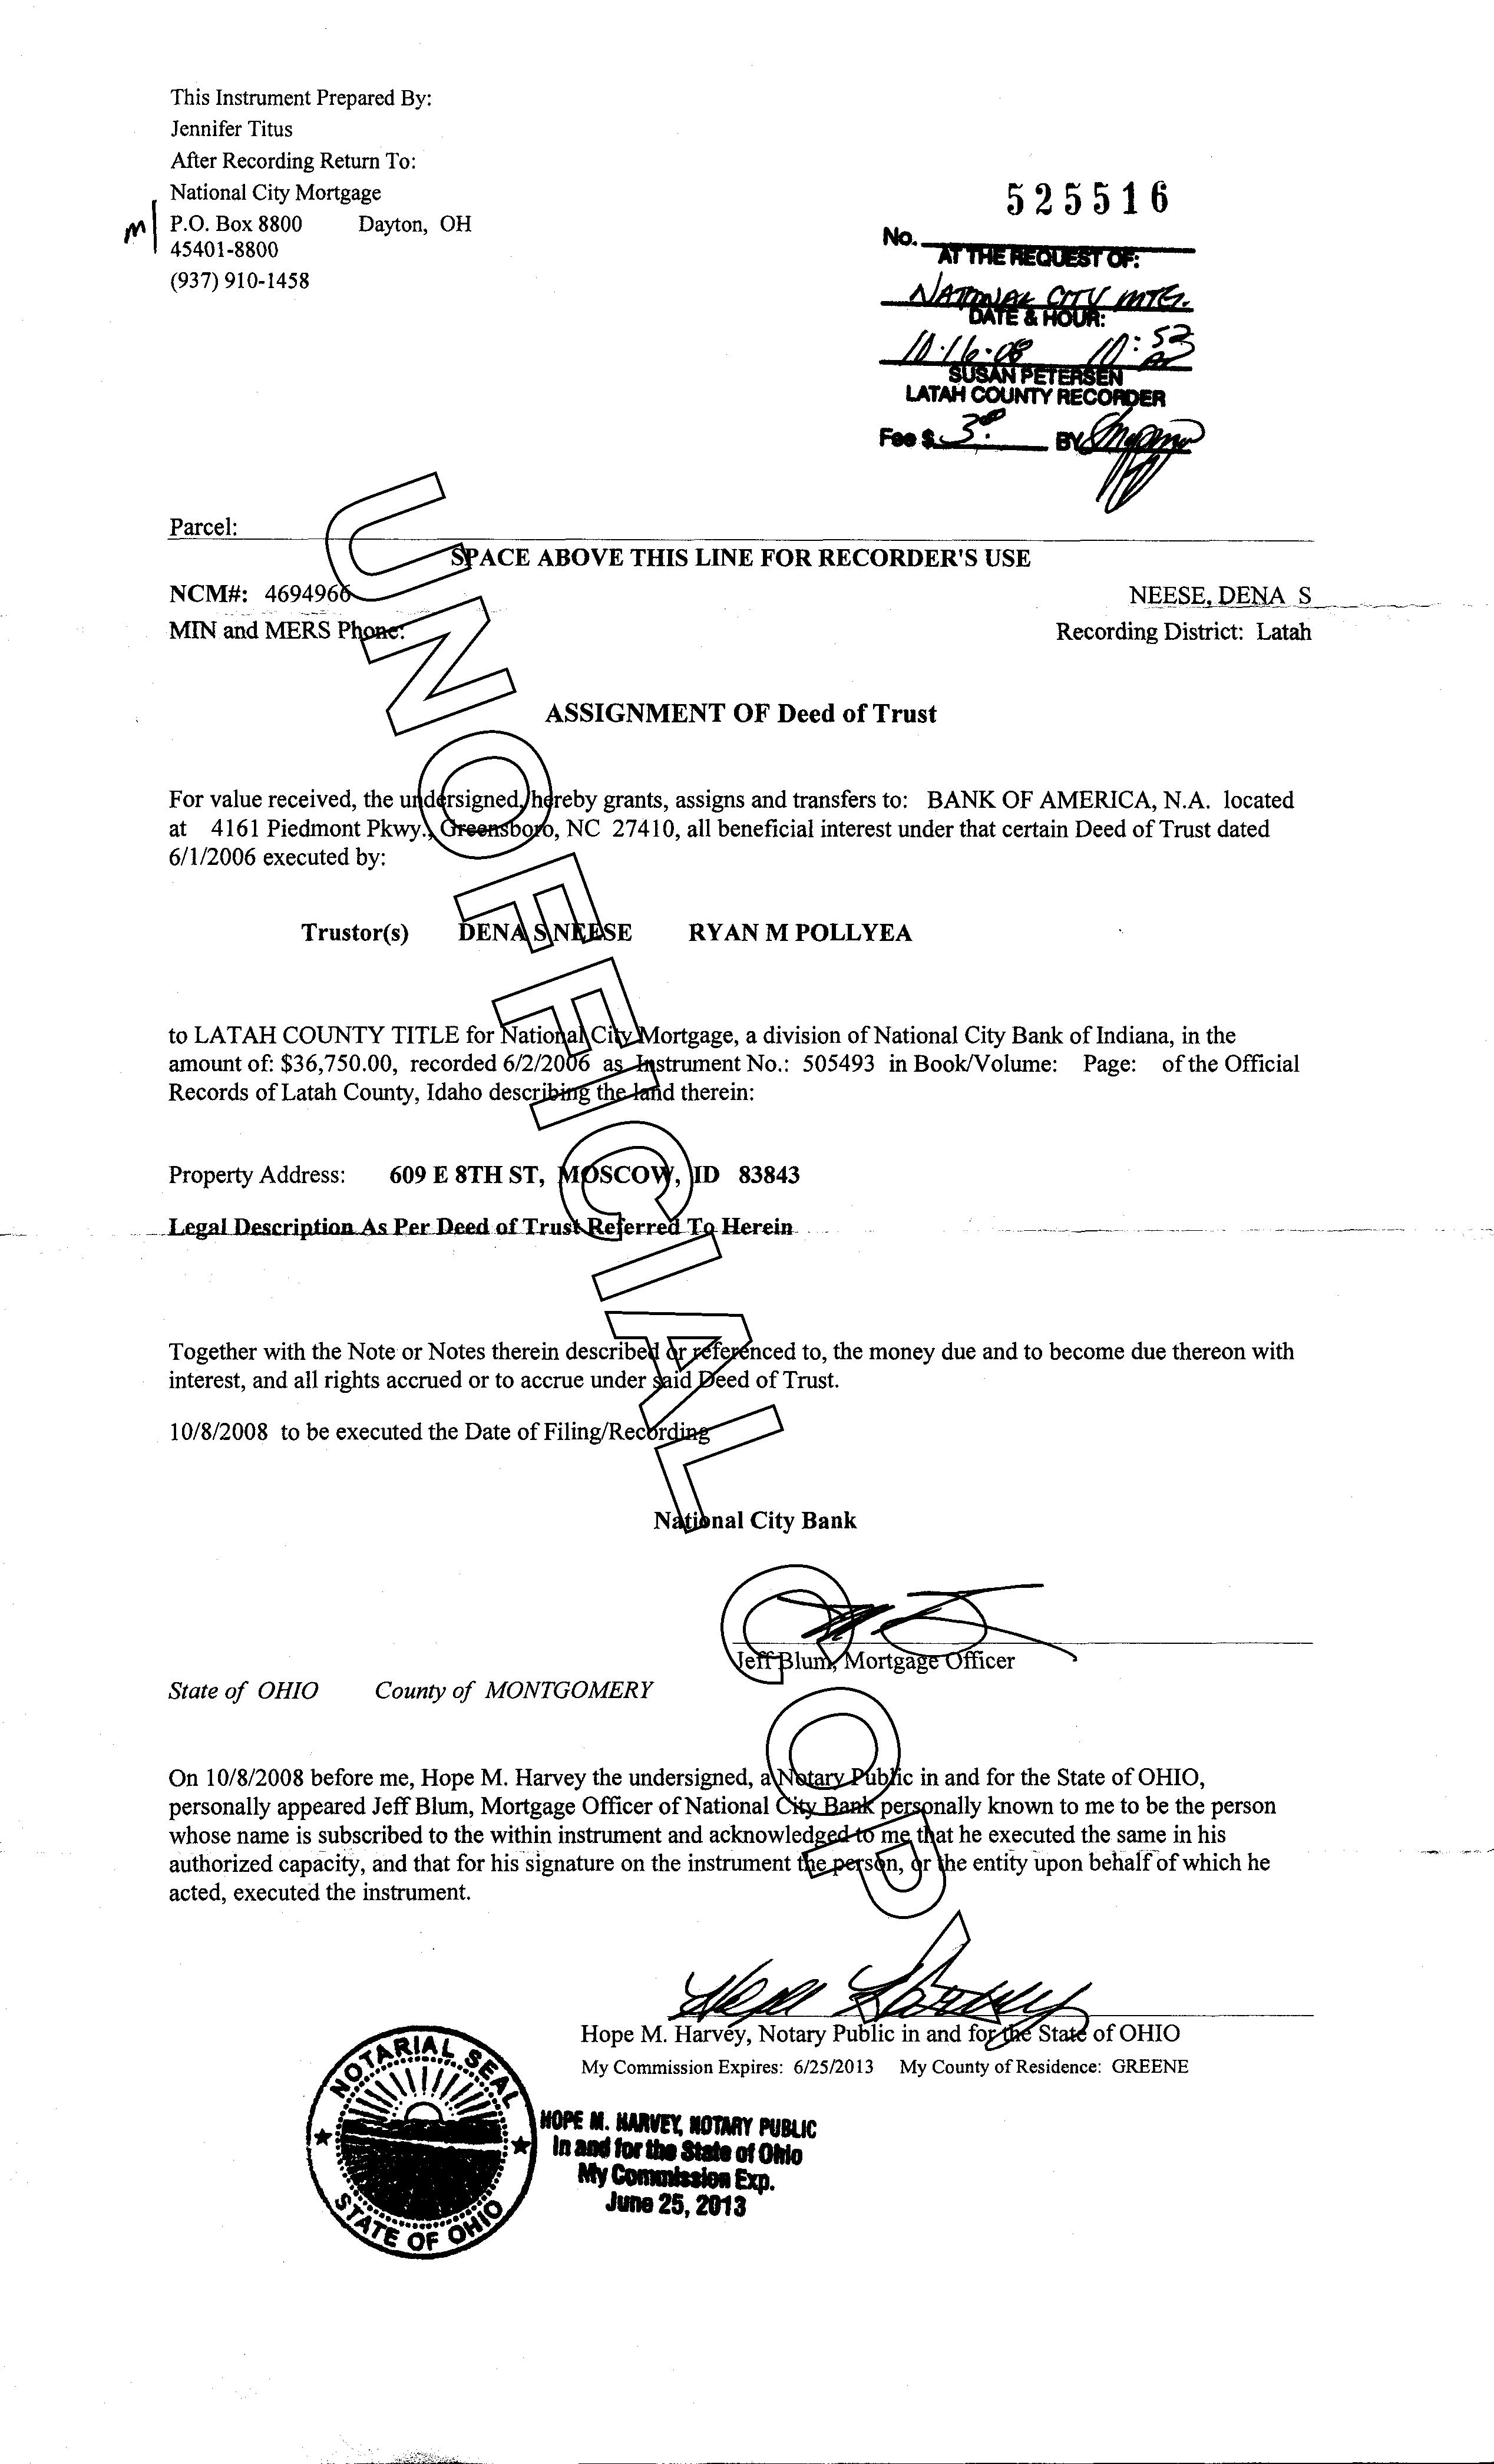 This Instrument Prepared By:
Jennifer Titus
After Recording Return To:
National City Mortgage
M P.O. Box 8800 Dayton, OH
45401-8800
(937) 910-1458
525516
No.
AT THE REQUEST OF:
NATIONAL CITY MTG.
DATE & HOUR:
10·16·08 10:53
SUSAN PETERSEN
LATAH COUNTY RECORDER
Fee $ 3.00 BY
Parcel:
SPACE ABOVE THIS LINE FOR RECORDER'S USE
NCM#: 4694966 NEESE, DENA S
MIN and MERS Phone: Recording District: Latah
ASSIGNMENT OF Deed of Trust
For value received, the undersigned, hereby grants, assigns and transfers to: BANK OF AMERICA, N.A. located
at 4161 Piedmont Pkwy., Greensboro, NC 27410, all beneficial interest under that certain Deed of Trust dated
6/1/2006 executed by:
Trustor(s) DENA S NEESE RYAN M POLLYEA
to LATAH COUNTY TITLE for National City Mortgage, a division of National City Bank of Indiana, in the
amount of: $36,750.00, recorded 6/2/2006 as Instrument No.: 505493 in Book/Volume: Page: of the Official
Records of Latah County, Idaho describing the land therein:
Property Address: 609 E 8TH ST, MOSCOW, ID 83843
Legal Description As Per Deed of Trust Referred To Herein
Together with the Note or Notes therein described or referenced to, the money due and to become due thereon with
interest, and all rights accrued or to accrue under said Deed of Trust.
10/8/2008 to be executed the Date of Filing/Recording
National City Bank
Jeff Blum, Mortgage Officer
State of OHIO County of MONTGOMERY
On 10/8/2008 before me, Hope M. Harvey the undersigned, a Notary Public in and for the State of OHIO,
personally appeared Jeff Blum, Mortgage Officer of National City Bank personally known to me to be the person
whose name is subscribed to the within instrument and acknowledged to me that he executed the same in his
authorized capacity, and that for his signature on the instrument the person, or the entity upon behalf of which he
acted, executed the instrument.
Hope Harvey
Hope M. Harvey, Notary Public in and for the State of OHIO
My Commission Expires: 6/25/2013 My County of Residence: GREENE
NOTARIAL SEAL
STATE OF OHIO
HOPE M. HARVEY, NOTARY PUBLIC
In and for the State of Ohio
My Commission Exp.
June 25, 2013
UNOFFICIAL COPY